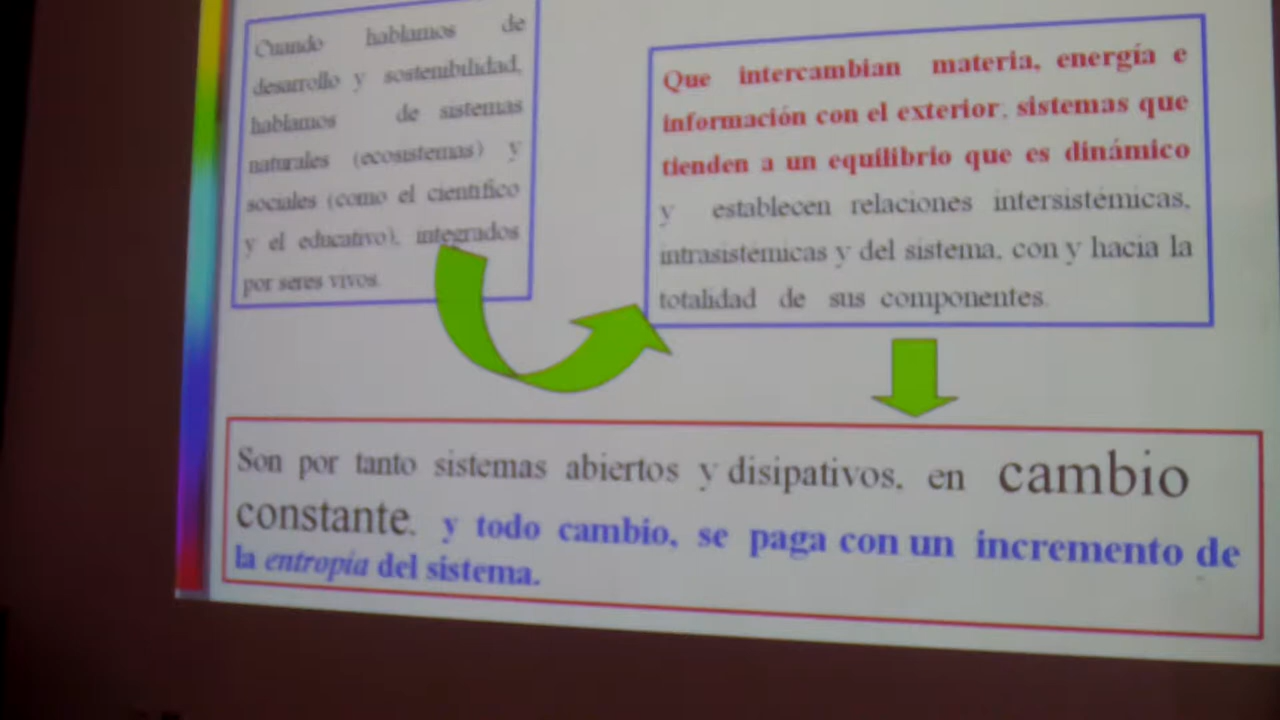 Cuando hablamos de
desarrollo y sostenibilidad,
hablamos de sistemas
naturales (ecosistemas) y
sociales (como el científico
y el educativo), integrados
por seres vivos.
Que intercambian materia, energía e
información con el exterior, sistemas que
tienden a un equilibrio que es dinámico
y establecen relaciones intersistémicas,
intrasistémicas y del sistema, con y hacia la
totalidad de sus componentes.
Son por tanto sistemas abiertos y disipativos, en cambio
constante, y todo cambio, se paga con un incremento de
la entropía del sistema.